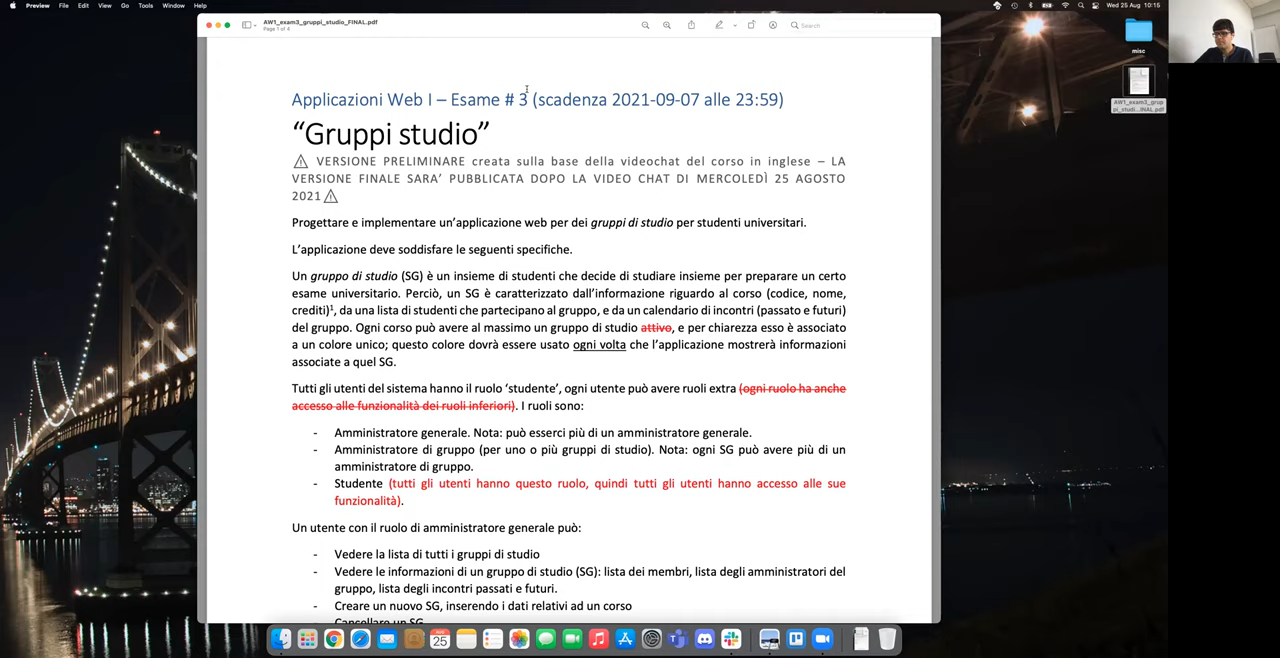 Preview File Edit View Go Tools Window Help
Wed 25 Aug 10:15
AW1_exam3_gruppi_studio_FINAL.pdf
Page 1 of 4
Search
misc
AW1_exam3_grup
pi_studi...INAL.pdf
Applicazioni Web I – Esame # 3 (scadenza 2021-09-07 alle 23:59)
“Gruppi studio”
⚠ VERSIONE PRELIMINARE creata sulla base della videochat del corso in inglese – LA
VERSIONE FINALE SARA’ PUBBLICATA DOPO LA VIDEO CHAT DI MERCOLEDÌ 25 AGOSTO
2021⚠
Progettare e implementare un’applicazione web per dei gruppi di studio per studenti universitari.
L’applicazione deve soddisfare le seguenti specifiche.
Un gruppo di studio (SG) è un insieme di studenti che decide di studiare insieme per preparare un certo
esame universitario. Perciò, un SG è caratterizzato dall’informazione riguardo al corso (codice, nome,
crediti)¹, da una lista di studenti che partecipano al gruppo, e da un calendario di incontri (passato e futuri)
del gruppo. Ogni corso può avere al massimo un gruppo di studio attivo, e per chiarezza esso è associato
a un colore unico; questo colore dovrà essere usato ogni volta che l’applicazione mostrerà informazioni
associate a quel SG.
Tutti gli utenti del sistema hanno il ruolo ‘studente’, ogni utente può avere ruoli extra (ogni ruolo ha anche
accesso alle funzionalità dei ruoli inferiori). I ruoli sono:
- Amministratore generale. Nota: può esserci più di un amministratore generale.
- Amministratore di gruppo (per uno o più gruppi di studio). Nota: ogni SG può avere più di un
amministratore di gruppo.
- Studente (tutti gli utenti hanno questo ruolo, quindi tutti gli utenti hanno accesso alle sue
funzionalità).
Un utente con il ruolo di amministratore generale può:
- Vedere la lista di tutti i gruppi di studio
- Vedere le informazioni di un gruppo di studio (SG): lista dei membri, lista degli amministratori del
gruppo, lista degli incontri passati e futuri.
- Creare un nuovo SG, inserendo i dati relativi ad un corso
- Cancellare un SG
AUG
25